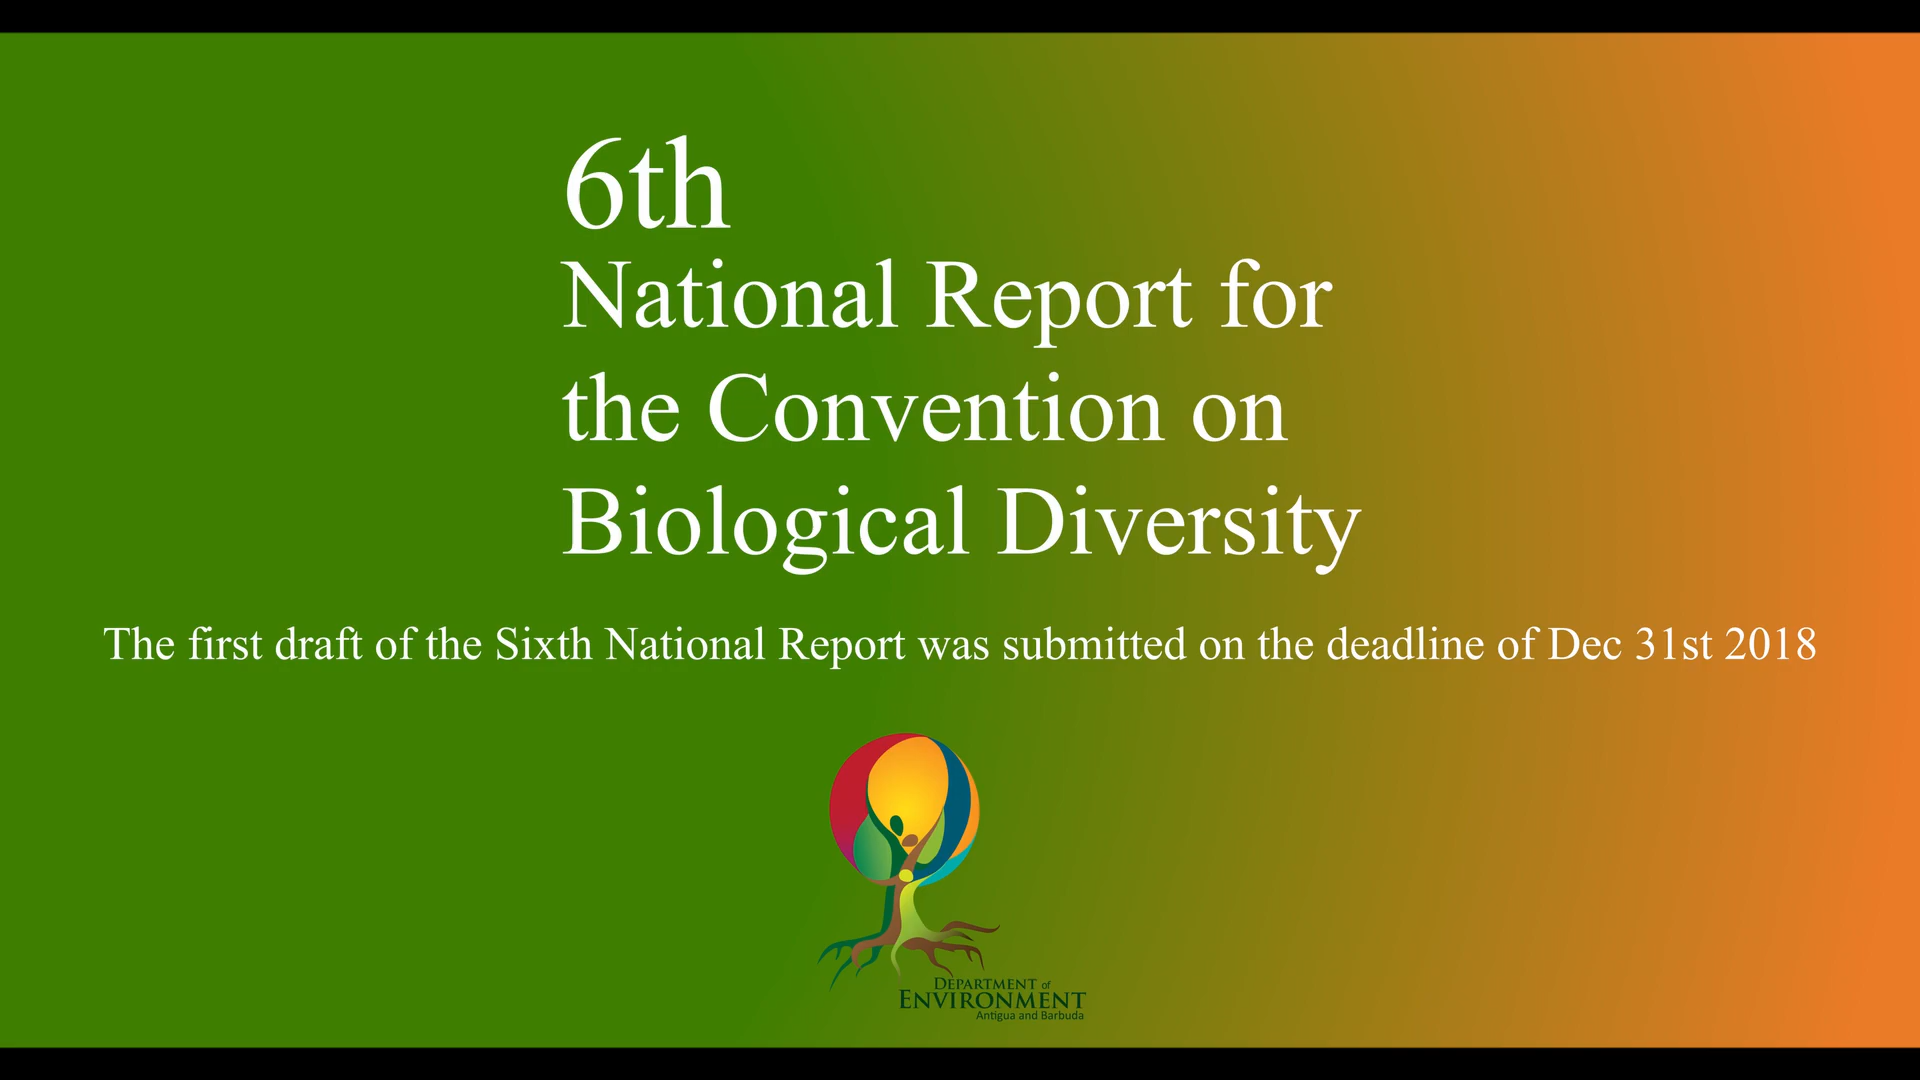 6th
National Report for
the Convention on
Biological Diversity
The first draft of the Sixth National Report was submitted on the deadline of Dec 31st 2018
DEPARTMENT of
ENVIRONMENT
Antigua and Barbuda